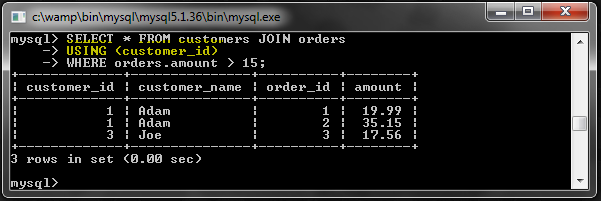 c:\wamp\bin\mysql\mysql5.1.36\bin\mysql.exe
mysql> SELECT * FROM customers JOIN orders
    -> USING (customer_id)
    -> WHERE orders.amount > 15;
+-------------+---------------+----------+--------+
| customer_id | customer_name | order_id | amount |
+-------------+---------------+----------+--------+
|           1 | Adam          |        1 |  19.99 |
|           1 | Adam          |        2 |  35.15 |
|           3 | Joe           |        3 |  17.56 |
+-------------+---------------+----------+--------+
3 rows in set (0.00 sec)
mysql>